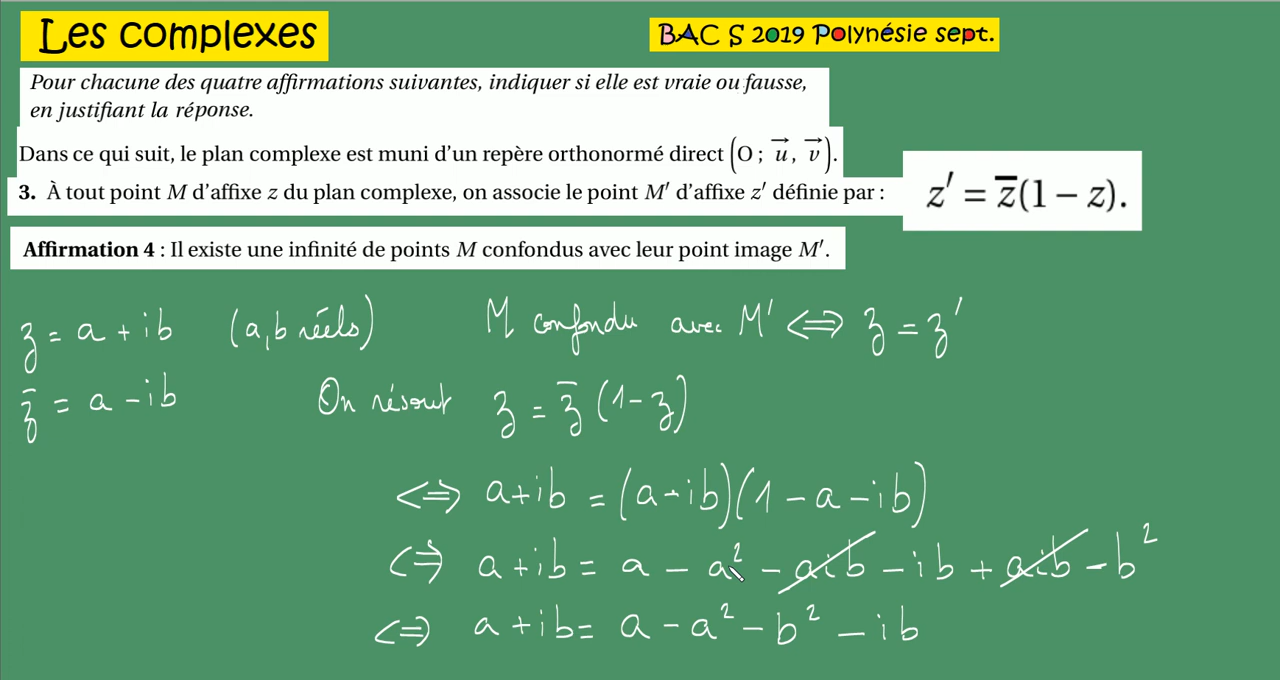 Les complexes
BAC S 2019 Polynésie sept.
Pour chacune des quatre affirmations suivantes, indiquer si elle est vraie ou fausse,
en justifiant la réponse.
Dans ce qui suit, le plan complexe est muni d'un repère orthonormé direct (O ; u⃗, v⃗).
3. À tout point M d'affixe z du plan complexe, on associe le point M′ d'affixe z′ définie par :
z′ = z̅(1 − z).
Affirmation 4 : Il existe une infinité de points M confondus avec leur point image M′.
z = a + ib (a, b réels) M confondu avec M' ⟺ z = z'
z̅ = a − ib On résout z = z̅ (1 − z)
⟺ a + ib = (a − ib)(1 − a − ib)
⟺ a + ib = a − a² − aib − ib + aib − b²
⟺ a + ib = a − a² − b² − ib